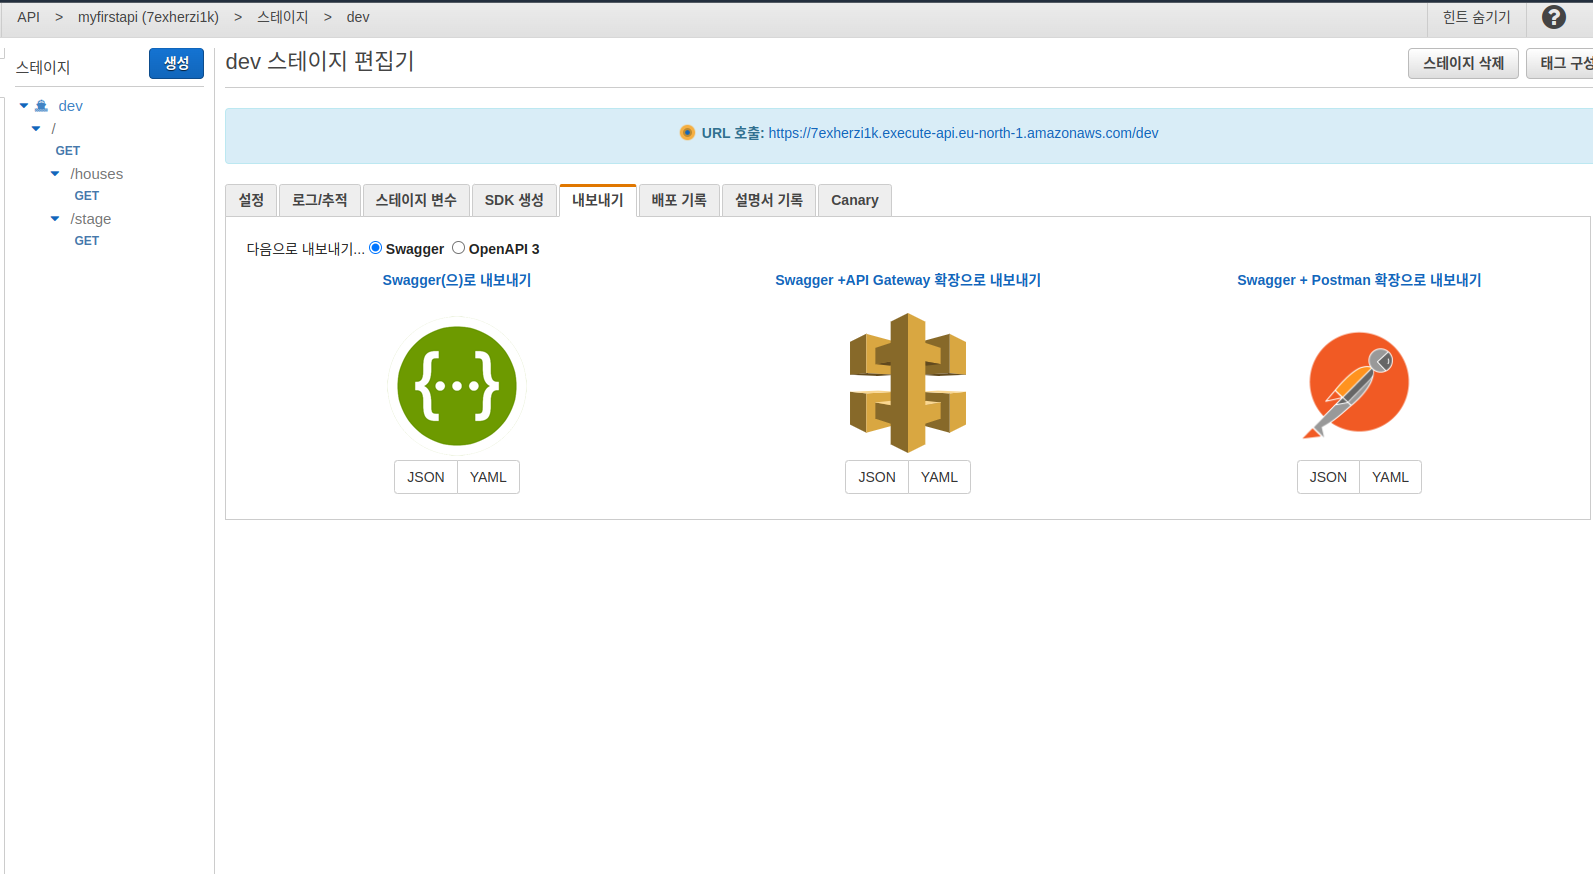 API > myfirstapi (7exherzi1k) > 스테이지 > dev
힌트 숨기기
스테이지
생성
dev
/
GET
/houses
GET
/stage
GET
dev 스테이지 편집기
스테이지 삭제
태그 구성
URL 호출: https://7exherzi1k.execute-api.eu-north-1.amazonaws.com/dev
설정 로그/추적 스테이지 변수 SDK 생성 내보내기 배포 기록 설명서 기록 Canary
다음으로 내보내기... Swagger OpenAPI 3
Swagger(으)로 내보내기
Swagger +API Gateway 확장으로 내보내기
Swagger + Postman 확장으로 내보내기
{...}
JSON YAML
JSON YAML
JSON YAML